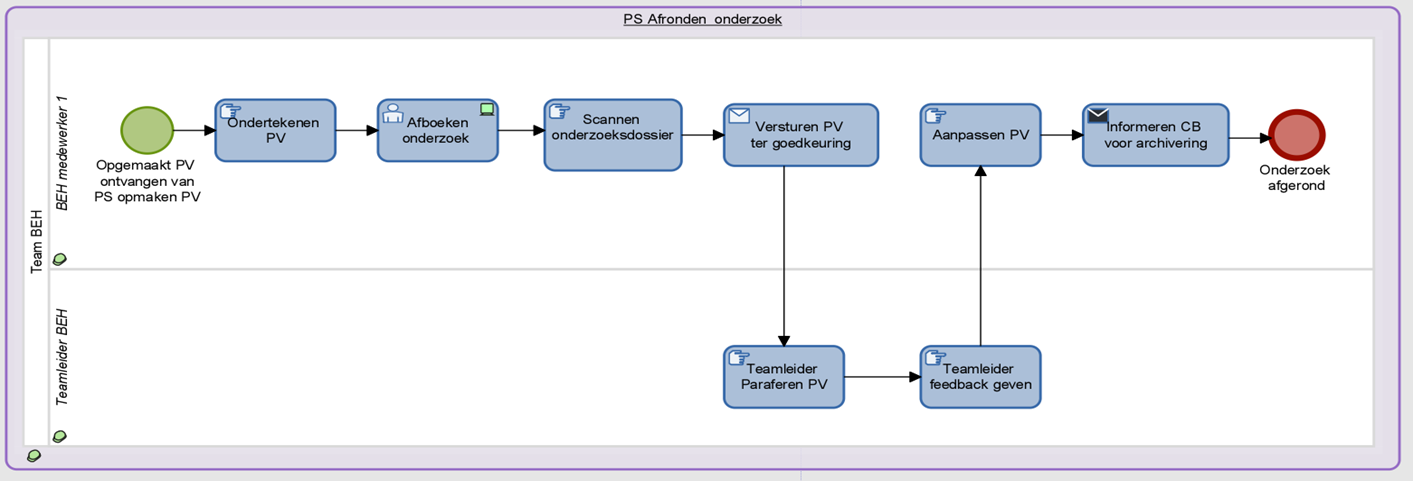 PS Afronden onderzoek
Team BEH
BEH medewerker 1
Opgemaakt PV
ontvangen van
PS opmaken PV
Ondertekenen
PV
Afboeken
onderzoek
Scannen
onderzoeksdossier
Versturen PV
ter goedkeuring
Aanpassen PV
Informeren CB
voor archivering
Onderzoek
afgerond
Teamleider BEH
Teamleider
Paraferen PV
Teamleider
feedback geven